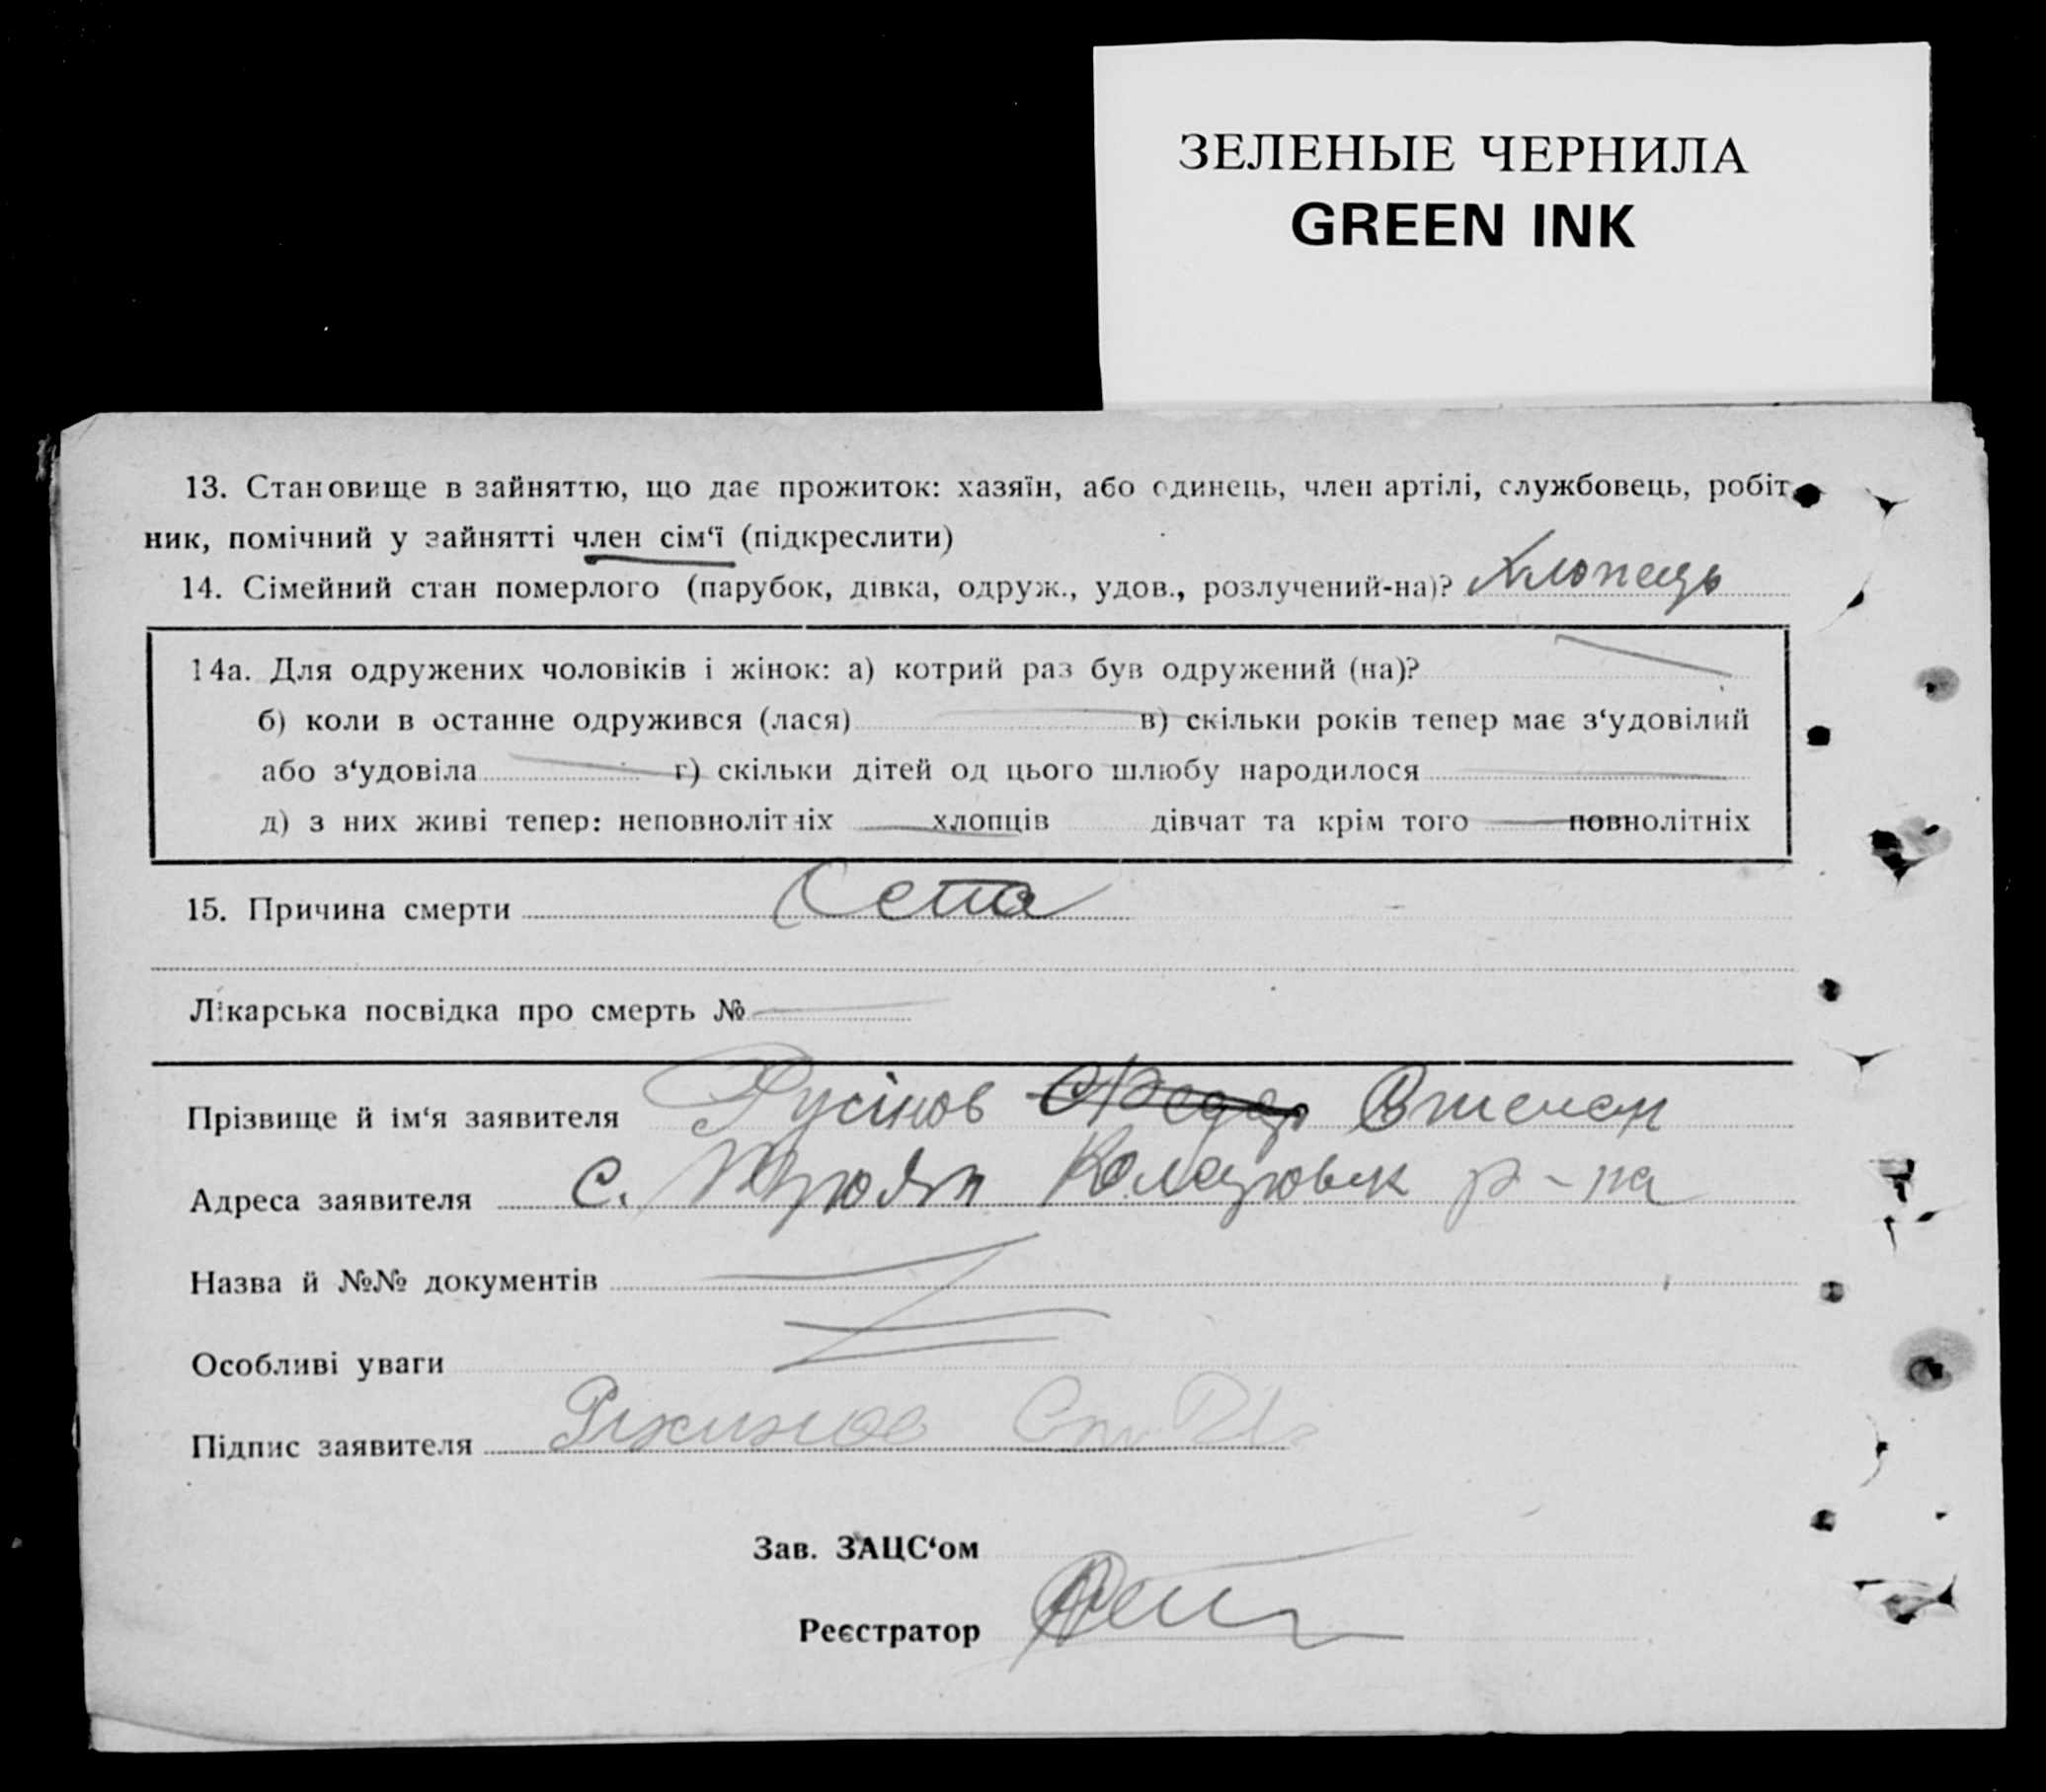 ЗЕЛЕНЫЕ ЧЕРНИЛА
GREEN INK
13. Становище в зайняттю, що дає прожиток: хазяїн, або одинець, член артілі, службовець, робіт-
ник, помічний у зайнятті член сім‘ї (підкреслити)
14. Сімейний стан померлого (парубок, дівка, одруж., удов., розлучений-на)? Хлопець
14а. Для одружених чоловіків і жінок: а) котрий раз був одружений (на)?
б) коли в останнє одружився (лася) в) скільки років тепер має з‘удовілий
або з‘удовіла г) скільки дітей од цього шлюбу народилося
д) з них живі тепер: неповнолітніх хлопців дівчат та крім того повнолітніх
15. Причина смерти
Лікарська посвідка про смерть №
Прізвище й ім‘я заявителя Русінов Федер
Адреса заявителя с. р-на
Назва й №№ документів
Особливі уваги
Підпис заявителя
Зав. ЗАЦС‘ом
Реєстратор